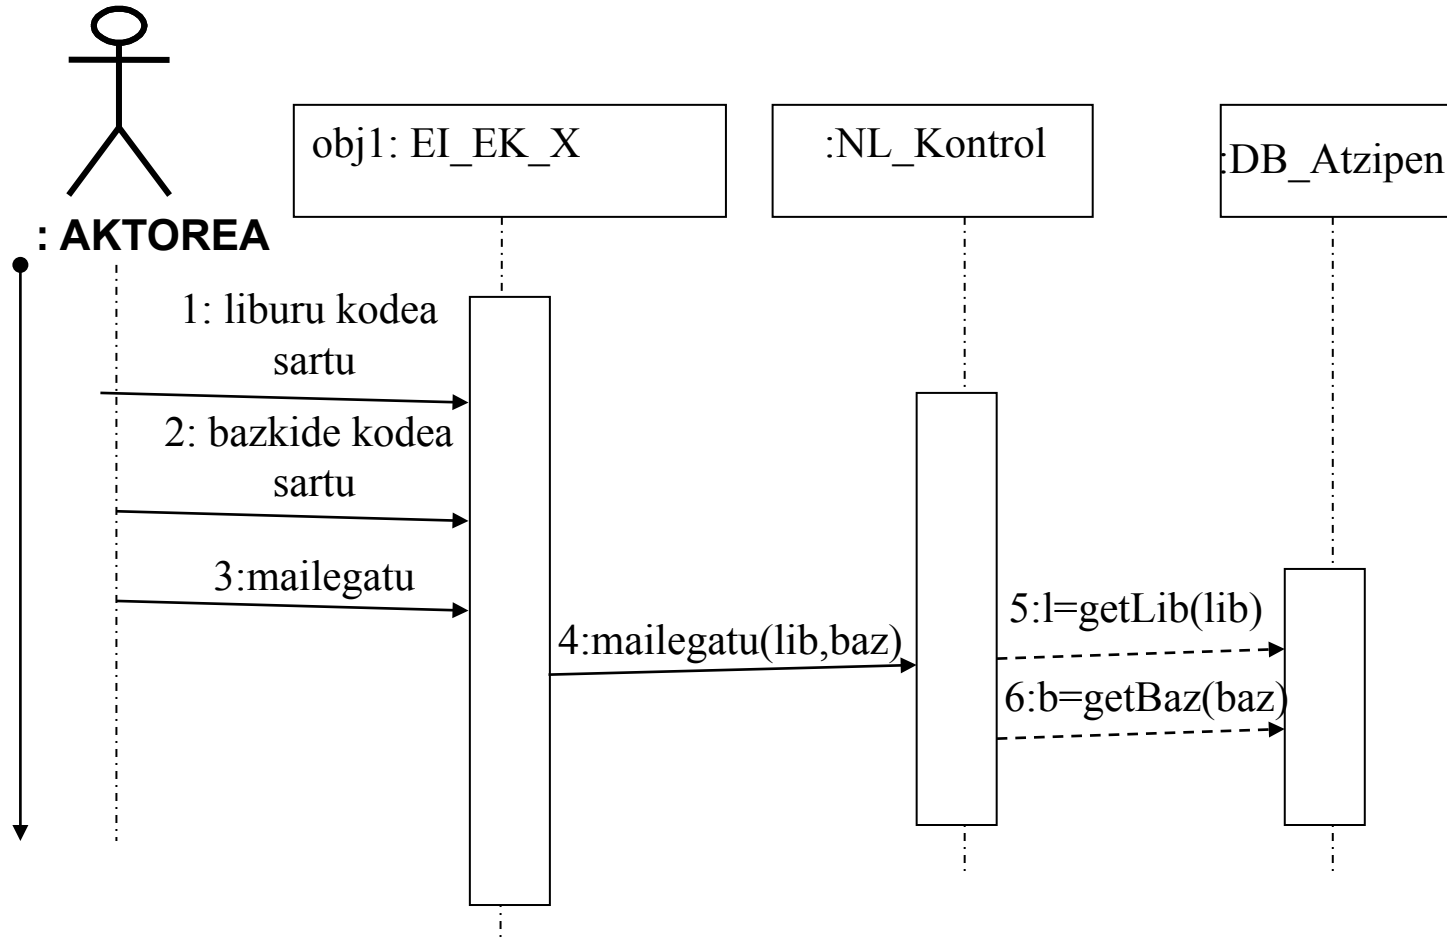 obj1: EI_EK_X
:NL_Kontrol
:DB_Atzipen
: AKTOREA
1: liburu kodea
sartu
2: bazkide kodea
sartu
3:mailegatu
4:mailegatu(lib,baz)
5:l=getLib(lib)
6:b=getBaz(baz)